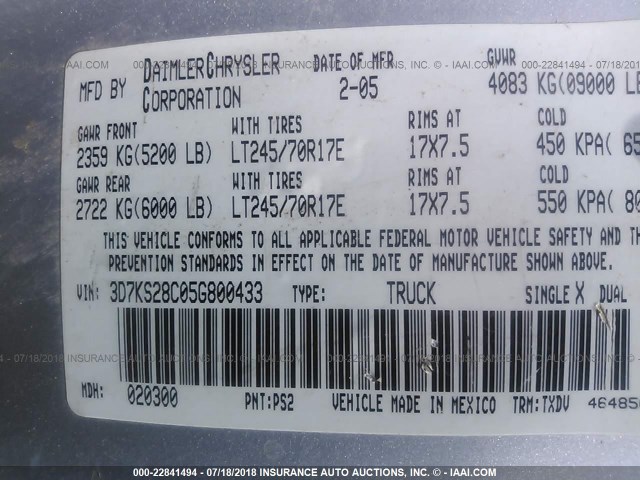 MFD BY DAIMLERCHRYSLER CORPORATION DATE OF MFR 2-05 GVWR 4083 KG(09000 LB
GAWR FRONT WITH TIRES RIMS AT COLD
2359 KG(5200 LB) LT245/70R17E 17X7.5 450 KPA( 65
GAWR REAR WITH TIRES RIMS AT COLD
2722 KG(6000 LB) LT245/70R17E 17X7.5 550 KPA( 80
THIS VEHICLE CONFORMS TO ALL APPLICABLE FEDERAL MOTOR VEHICLE SAFETY AND THE
PREVENTION STANDARDS IN EFFECT ON THE DATE OF MANUFACTURE SHOWN ABOVE.
VIN: 3D7KS28C05G800433 TYPE: TRUCK SINGLE X DUAL
MDH: 020300 PNT:PS2 VEHICLE MADE IN MEXICO TRM:TXDV 46485
000-22841494 - 07/18/2018 - INSURANCE AUTO AUCTIONS, INC. - © - IAAI.COM